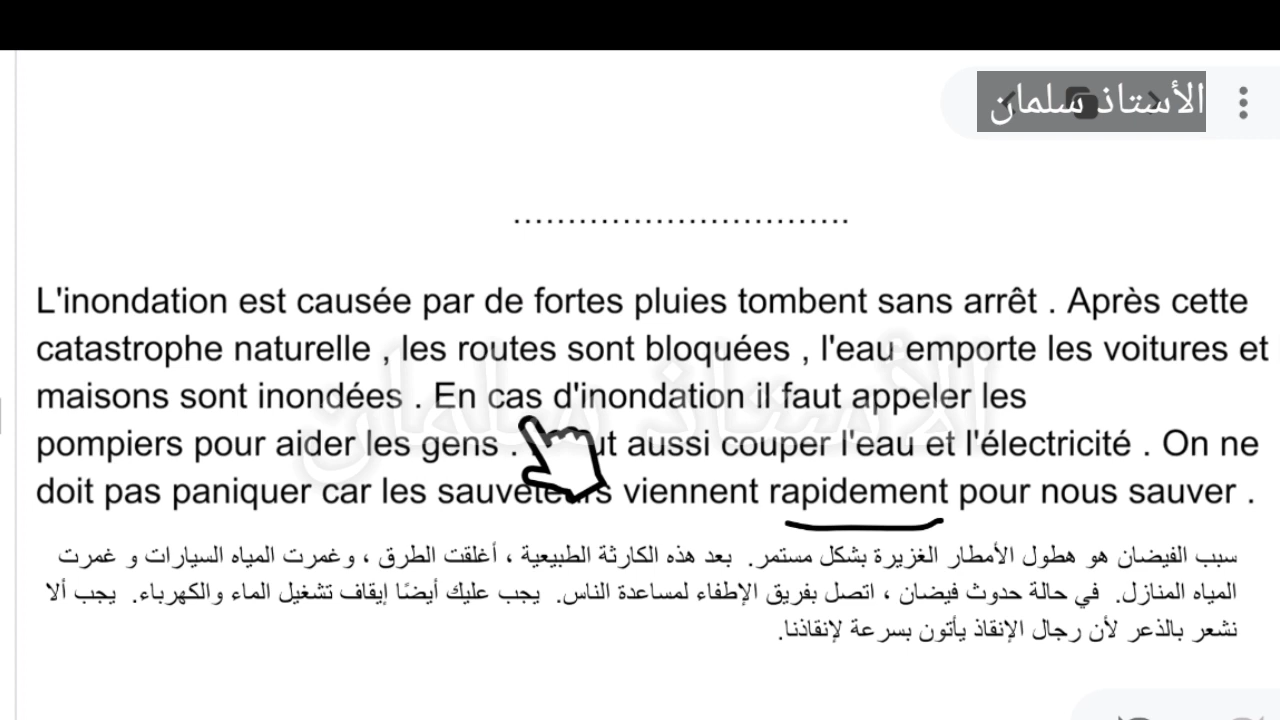 الأستاذ سلمان
..............................
L'inondation est causée par de fortes pluies tombent sans arrêt . Après cette
catastrophe naturelle , les routes sont bloquées , l'eau emporte les voitures et
maisons sont inondées . En cas d'inondation il faut appeler les
pompiers pour aider les gens . aussi couper l'eau et l'électricité . On ne
doit pas paniquer car les sauveteurs viennent rapidement pour nous sauver .
سبب الفيضان هو هطول الأمطار الغزيرة بشكل مستمر. بعد هذه الكارثة الطبيعية ، أغلقت الطرق ، وغمرت المياه السيارات و غمرت
المياه المنازل. في حالة حدوث فيضان ، اتصل بفريق الإطفاء لمساعدة الناس. يجب عليك أيضًا إيقاف تشغيل الماء والكهرباء. يجب ألا
نشعر بالذعر لأن رجال الإنقاذ يأتون بسرعة لإنقاذنا.
الأستاذ سلمان